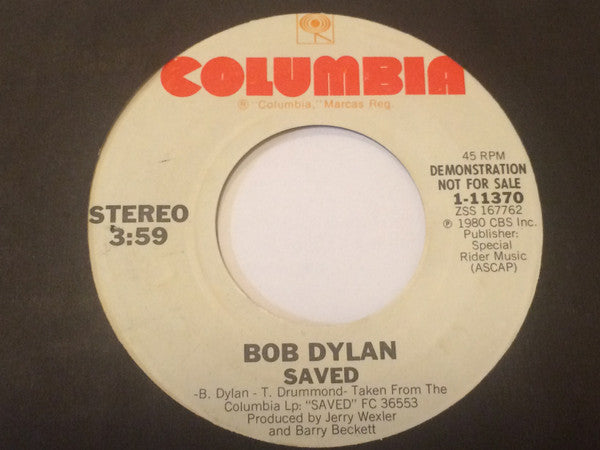 COLUMBIA
® "Columbia," Marcas Reg.
45 RPM
DEMONSTRATION
NOT FOR SALE
1-11370
ZSS 167762
℗ 1980 CBS Inc.
Publisher:
Special
Rider Music
(ASCAP)
STEREO
3:59
BOB DYLAN
SAVED
-B. Dylan - T. Drummond- Taken From The
Columbia Lp: "SAVED" FC 36553
Produced by Jerry Wexler
and Barry Beckett